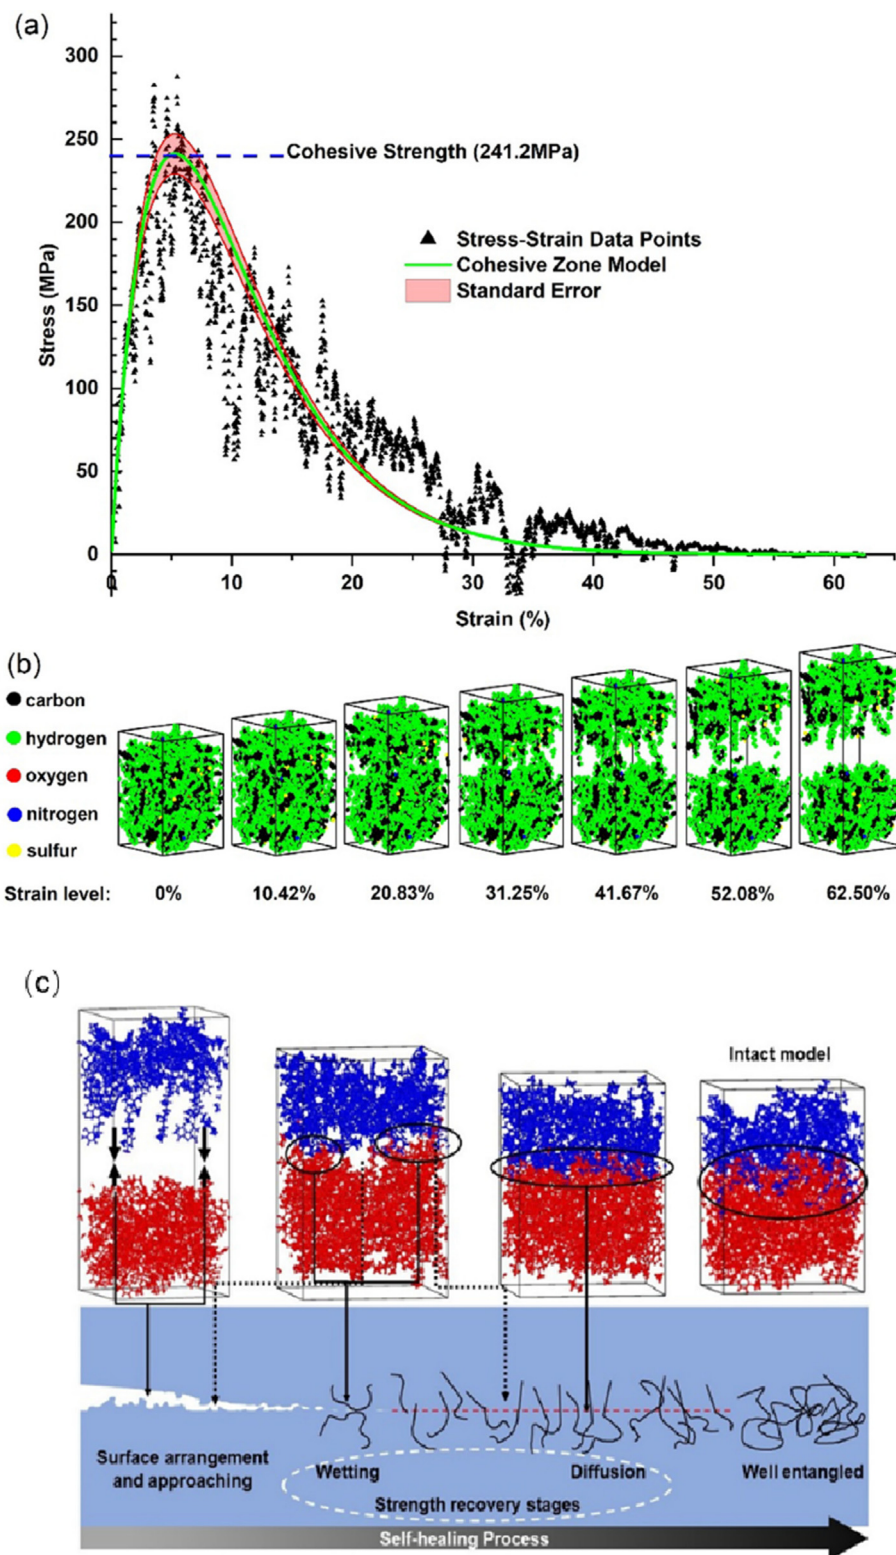 (a)
300
250
200
150
100
50
0
Stress (MPa)
Cohesive Strength (241.2MPa)
Stress-Strain Data Points
Cohesive Zone Model
Standard Error
0 10 20 30 40 50 60
Strain (%)
(b)
carbon
hydrogen
oxygen
nitrogen
sulfur
Strain level: 0% 10.42% 20.83% 31.25% 41.67% 52.08% 62.50%
(c)
Intact model
Surface arrangement
and approaching
Wetting
Diffusion
Well entangled
Strength recovery stages
Self-healing Process